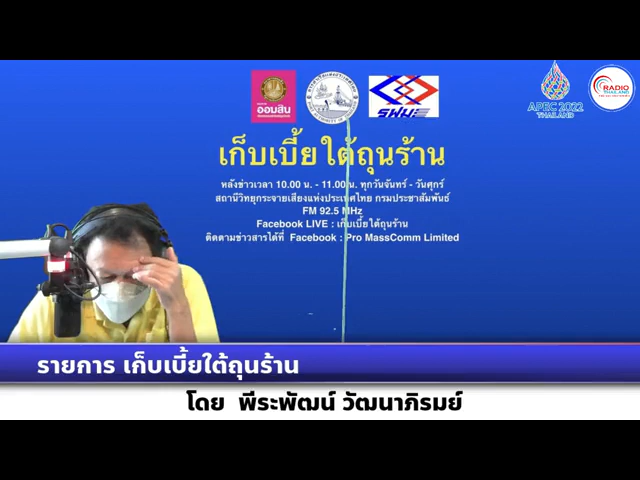 ออมสิน
รฟม
APEC 2022
THAILAND
RADIO
THAILAND
เก็บเบี้ยใต้ถุนร้าน
หลังข่าวเวลา 10.00 น. - 11.00 น. ทุกวันจันทร์ - วันศุกร์
สถานีวิทยุกระจายเสียงแห่งประเทศไทย กรมประชาสัมพันธ์
FM 92.5 MHz
Facebook LIVE : เก็บเบี้ยใต้ถุนร้าน
ติดตามข่าวสารได้ที่ Facebook : Pro MassComm Limited
รายการ เก็บเบี้ยใต้ถุนร้าน
โดย พีระพัฒน์ วัฒนาภิรมย์